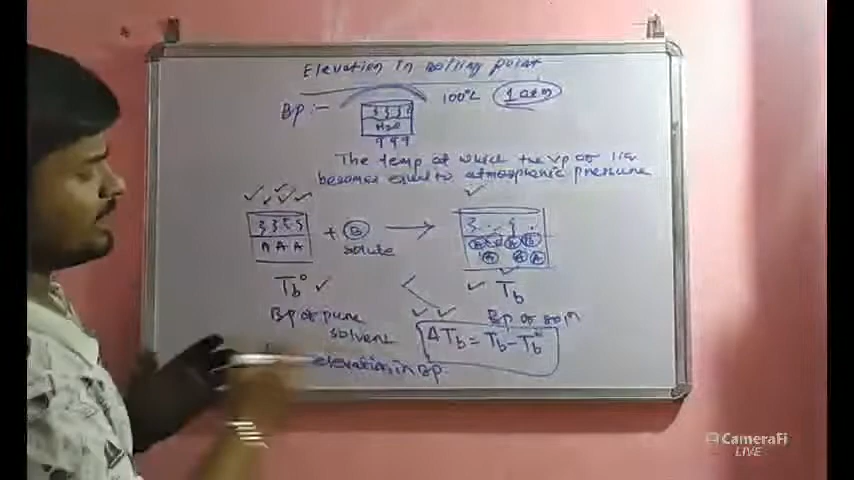 Elevation in boiling point
Bp :- 100°C 1 atm
H2O
The temp at which the vp of liq
becomes equal to atmospheric pressure
A A A + B →
solute
Tb° Tb
Bp of pure Bp of soln
solvent ΔTb = Tb - Tb°
elevation in Bp
CameraFi
LIVE